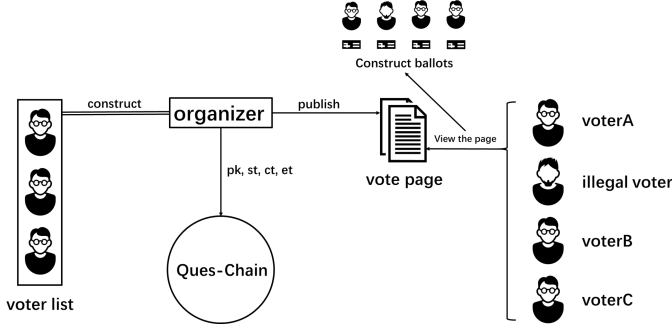 Construct ballots
construct
organizer
publish
View the page
voterA
pk, st, ct, et
vote page
illegal voter
Ques-Chain
voterB
voterC
voter list